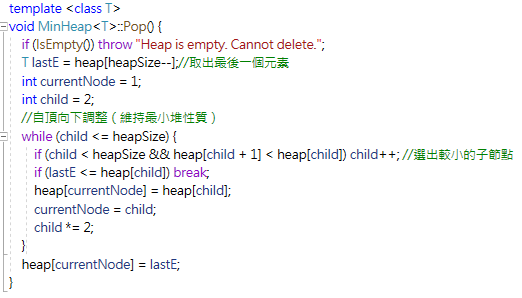 template <class T>
void MinHeap<T>::Pop() {
if (IsEmpty()) throw "Heap is empty. Cannot delete.";
T lastE = heap[heapSize--];//取出最後一個元素
int currentNode = 1;
int child = 2;
//自頂向下調整（維持最小堆性質）
while (child <= heapSize) {
if (child < heapSize && heap[child + 1] < heap[child]) child++; //選出較小的子節點
if (lastE <= heap[child]) break;
heap[currentNode] = heap[child];
currentNode = child;
child *= 2;
}
heap[currentNode] = lastE;
}